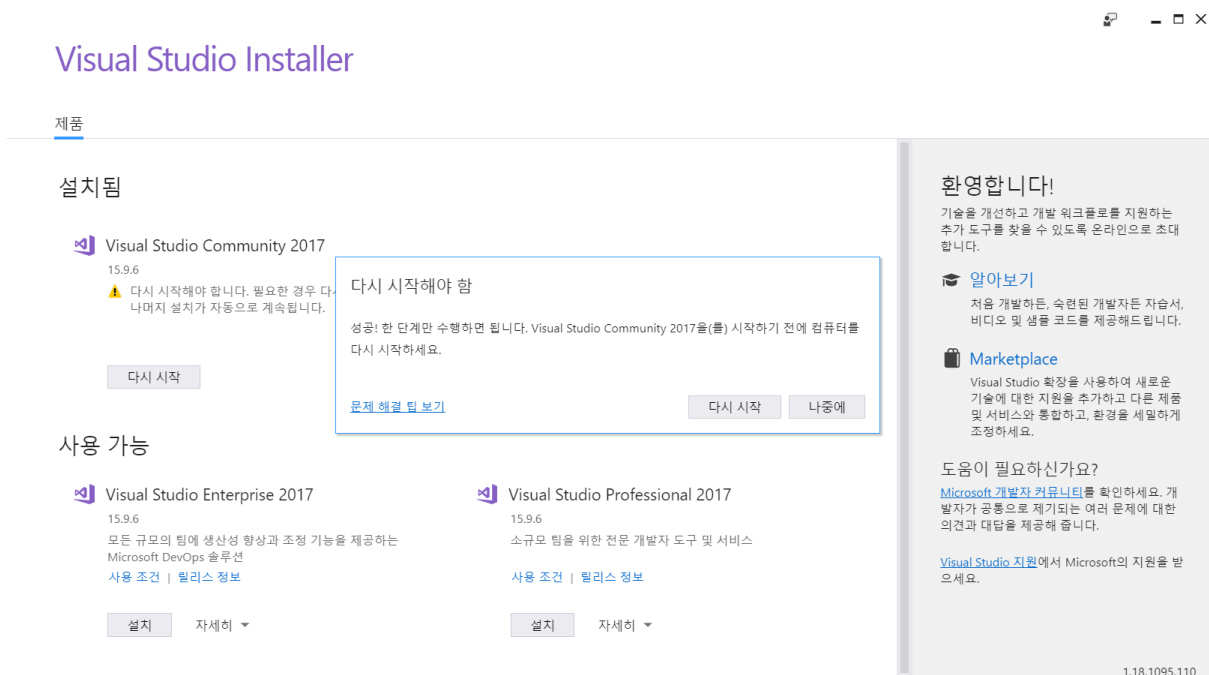 Visual Studio Installer
제품
설치됨
Visual Studio Community 2017
15.9.6
다시 시작해야 합니다. 필요한 경우 다시
나머지 설치가 자동으로 계속됩니다.
다시 시작
다시 시작해야 함
성공! 한 단계만 수행하면 됩니다. Visual Studio Community 2017을(를) 시작하기 전에 컴퓨터를
다시 시작하세요.
문제 해결 팁 보기
다시 시작
나중에
사용 가능
Visual Studio Enterprise 2017
15.9.6
모든 규모의 팀에 생산성 향상과 조정 기능을 제공하는
Microsoft DevOps 솔루션
사용 조건 | 릴리스 정보
설치
자세히
Visual Studio Professional 2017
15.9.6
소규모 팀을 위한 전문 개발자 도구 및 서비스
사용 조건 | 릴리스 정보
설치
자세히
환영합니다!
기술을 개선하고 개발 워크플로를 지원하는
추가 도구를 찾을 수 있도록 온라인으로 초대
합니다.
알아보기
처음 개발하든, 숙련된 개발자든 자습서,
비디오 및 샘플 코드를 제공해드립니다.
Marketplace
Visual Studio 확장을 사용하여 새로운
기술에 대한 지원을 추가하고 다른 제품
및 서비스와 통합하고, 환경을 세밀하게
조정하세요.
도움이 필요하신가요?
Microsoft 개발자 커뮤니티를 확인하세요. 개
발자가 공통으로 제기되는 여러 문제에 대한
의견과 대답을 제공해 줍니다.
Visual Studio 지원에서 Microsoft의 지원을 받
으세요.
1.18.1095.110